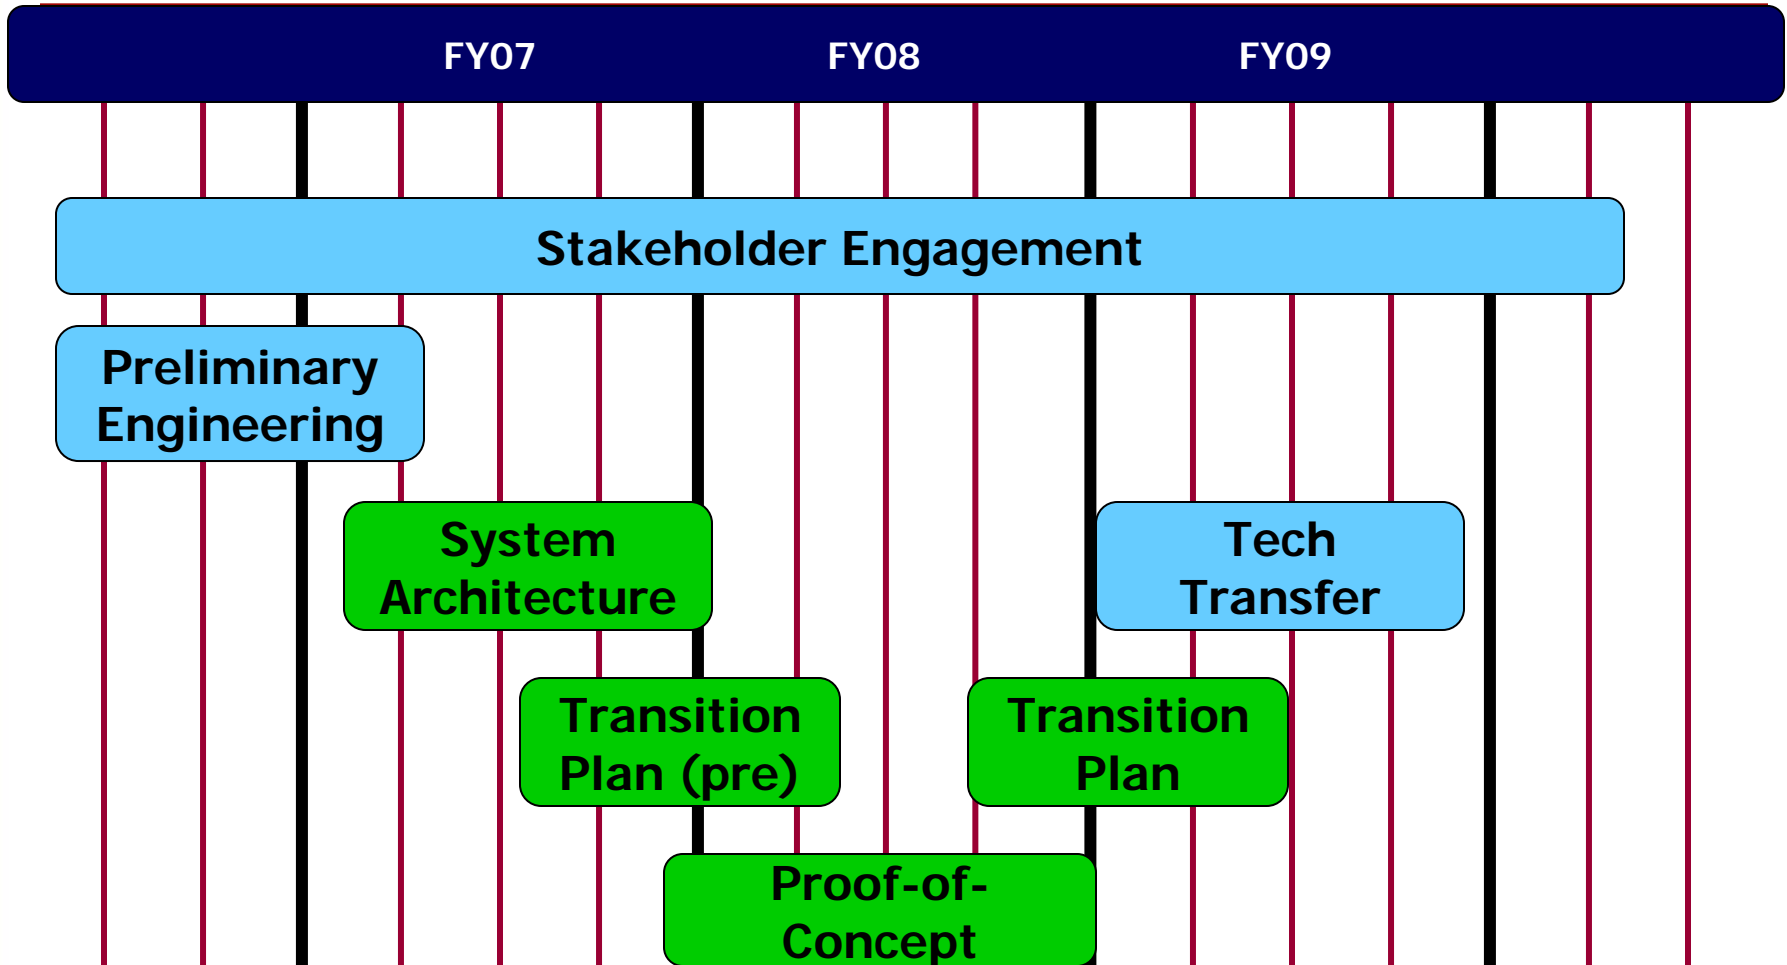 FY07 FY08 FY09
Stakeholder Engagement
Preliminary
Engineering
System
Architecture
Tech
Transfer
Transition
Plan (pre)
Transition
Plan
Proof-of-
Concept